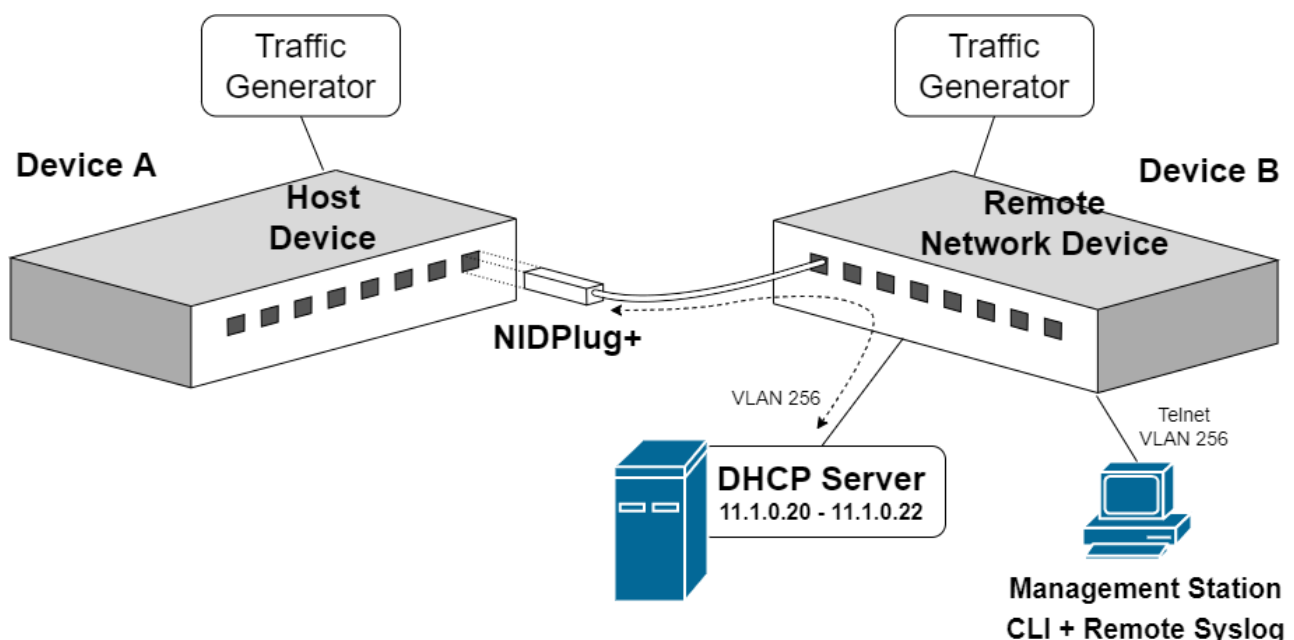 Traffic
Generator
Traffic
Generator
Device A
Device B
Host
Device
Remote
Network Device
NIDPlug+
VLAN 256
Telnet
VLAN 256
DHCP Server
11.1.0.20 - 11.1.0.22
Management Station
CLI + Remote Syslog